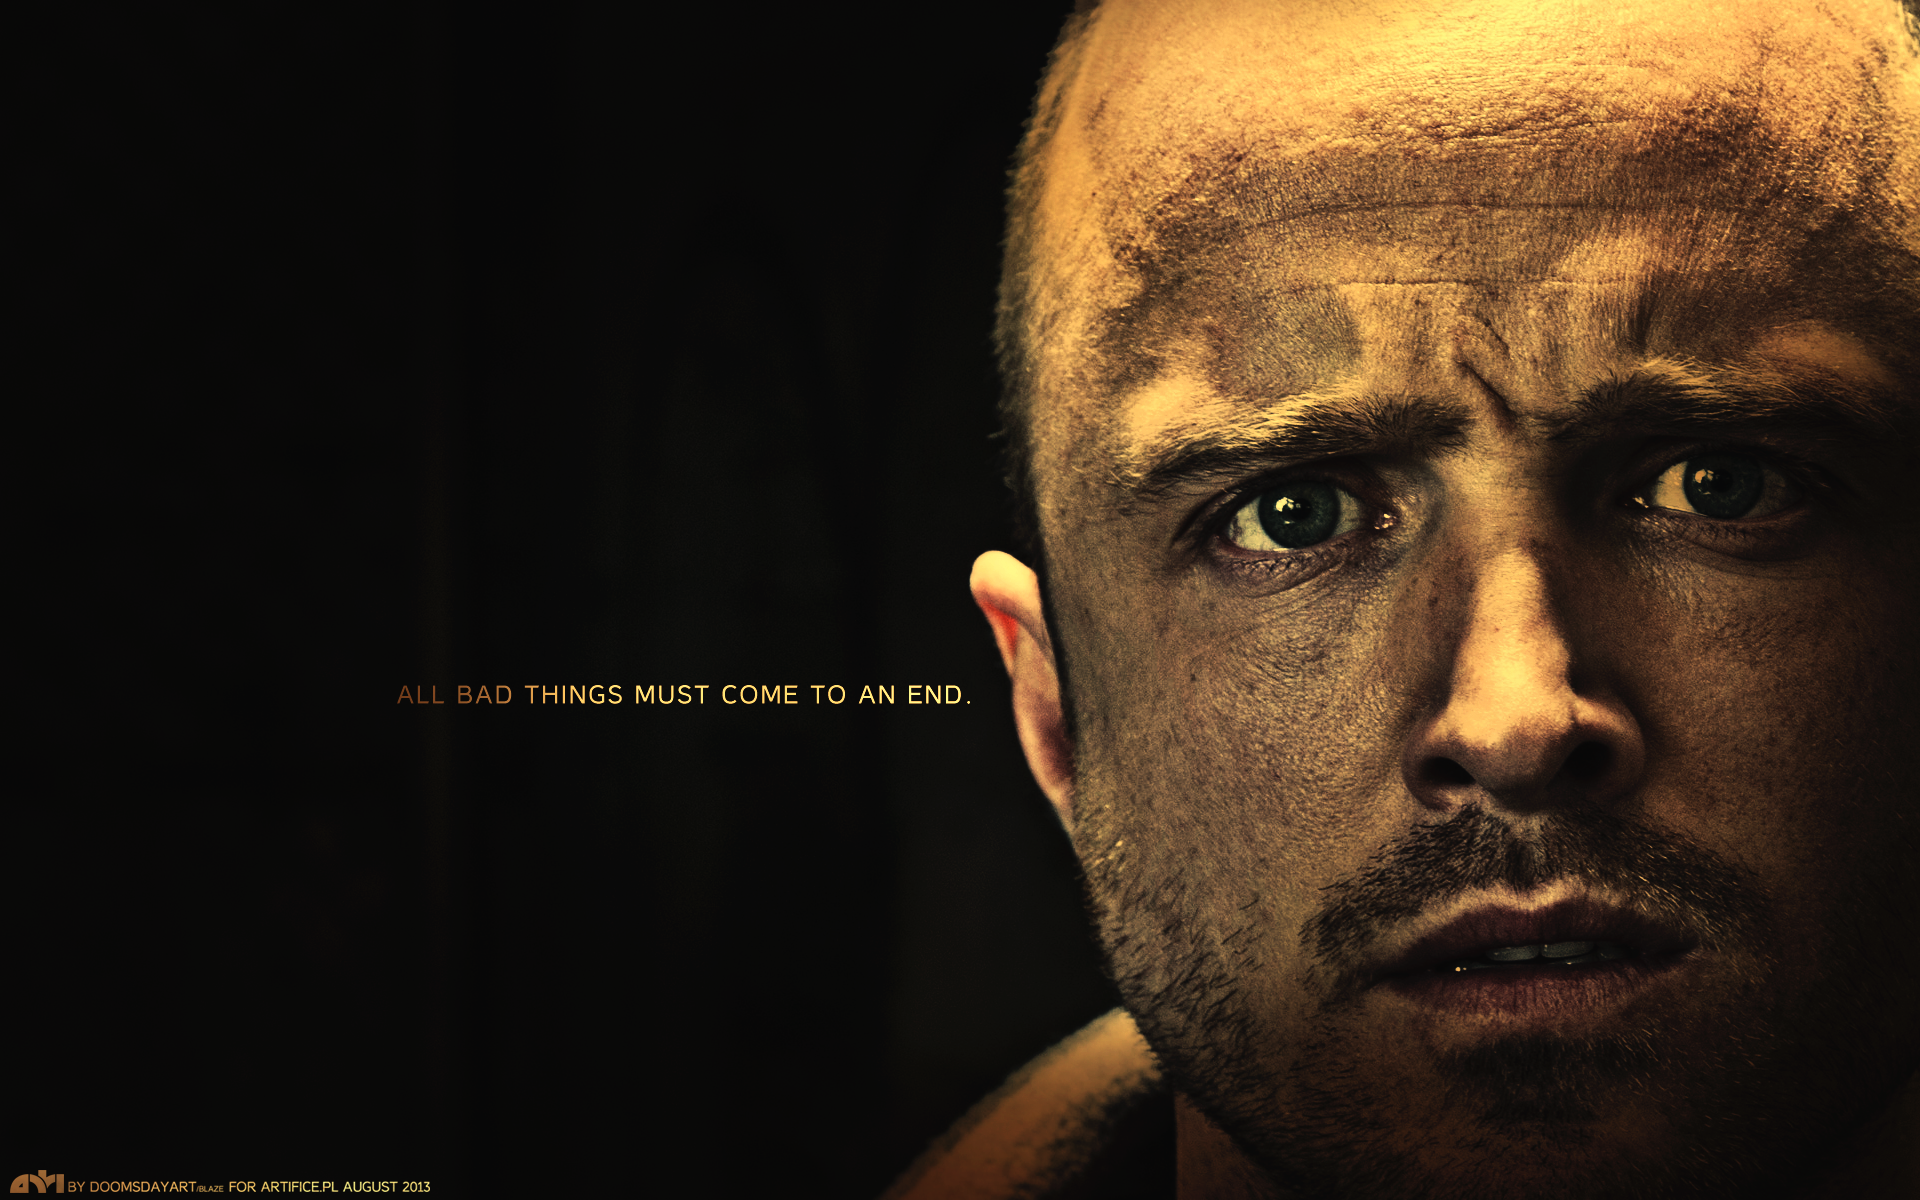 ALL BAD THINGS MUST COME TO AN END.
BY DOOMSDAYART/BLAZE FOR ARTIFICE.PL AUGUST 2013